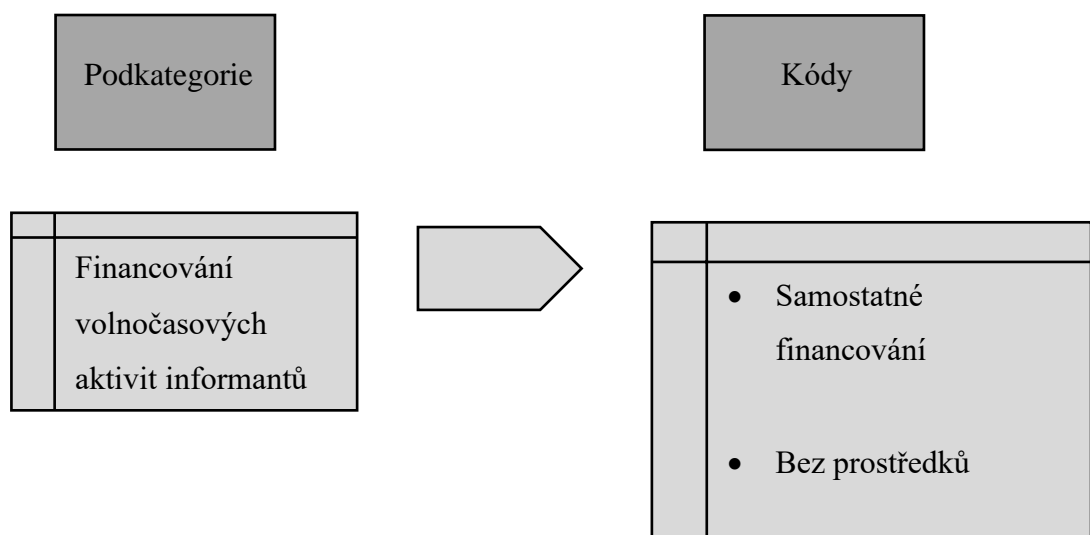 Podkategorie
Kódy
Financování
volnočasových
aktivit informantů
• Samostatné
financování
• Bez prostředků